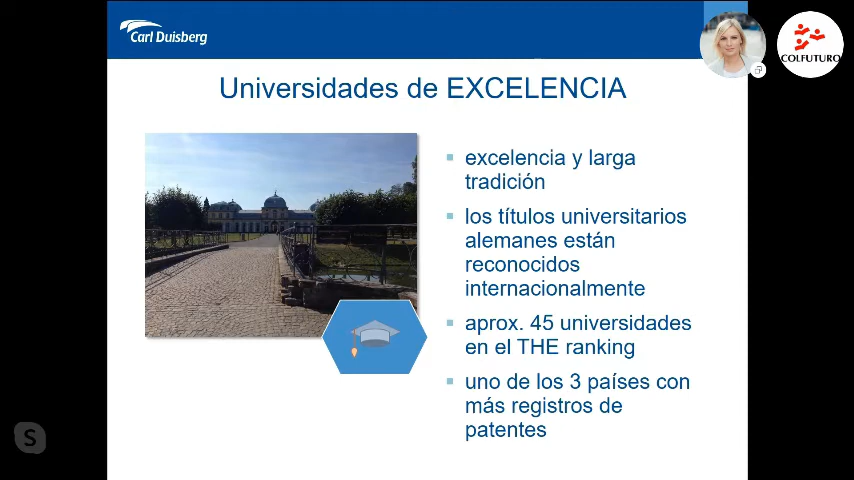 Carl Duisberg
COLFUTURO
Universidades de EXCELENCIA
excelencia y larga
tradición
los títulos universitarios
alemanes están
reconocidos
internacionalmente
aprox. 45 universidades
en el THE ranking
uno de los 3 países con
más registros de
patentes
S